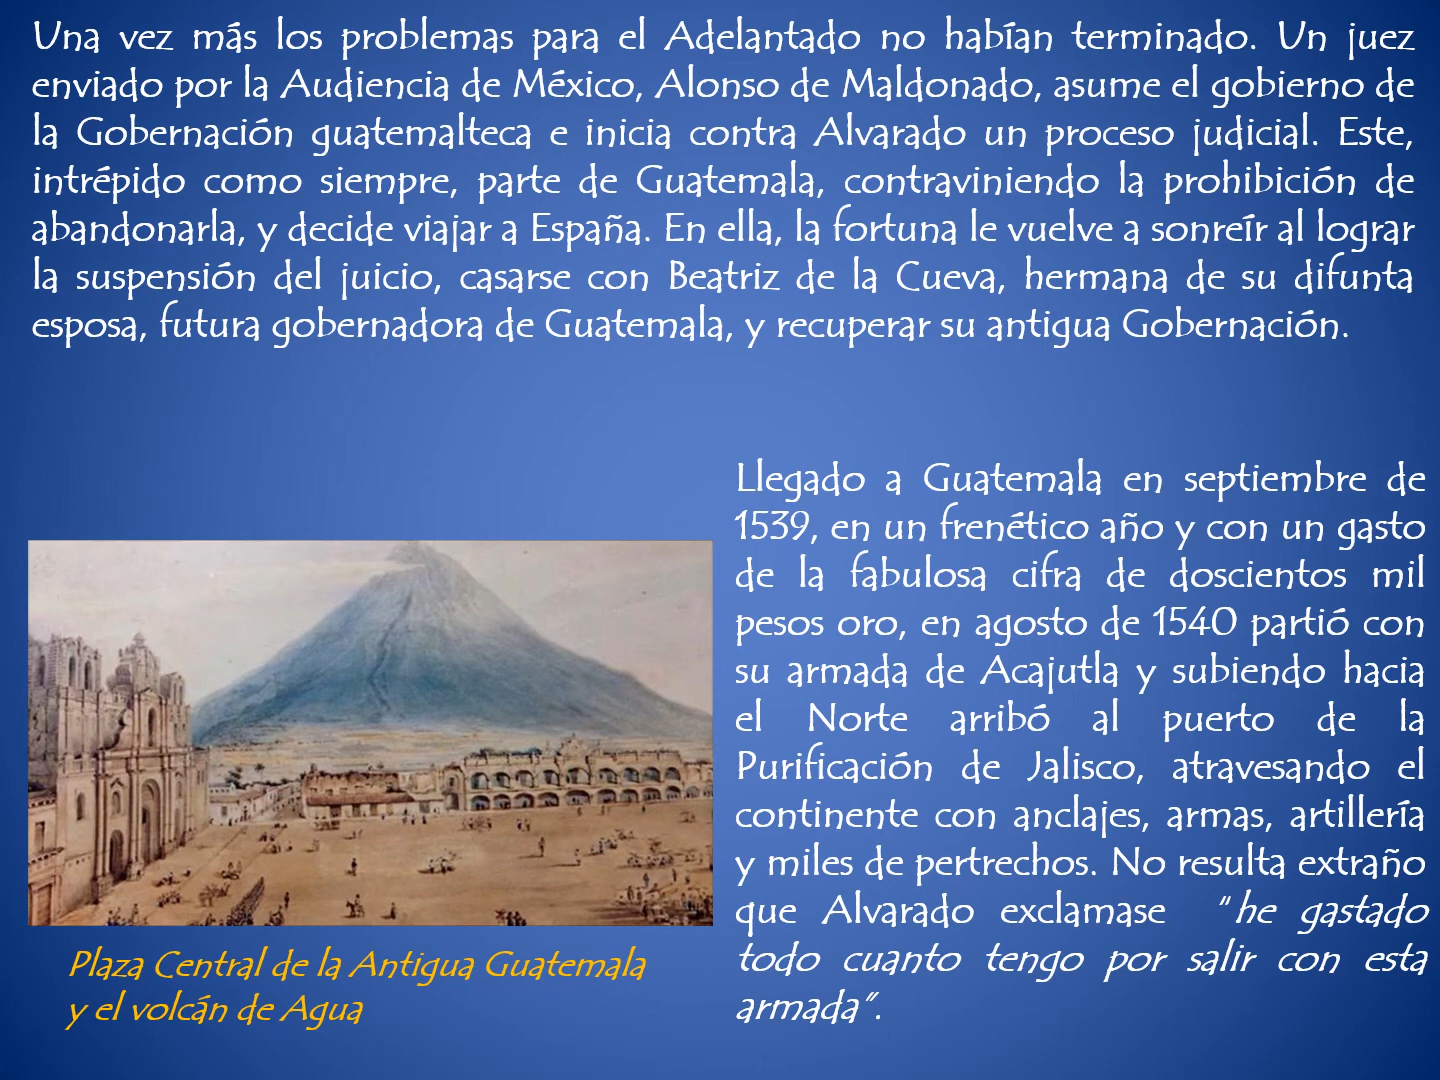 Una vez más los problemas para el Adelantado no habían terminado. Un juez
enviado por la Audiencia de México, Alonso de Maldonado, asume el gobierno de
la Gobernación guatemalteca e inicia contra Alvarado un proceso judicial. Este,
intrépido como siempre, parte de Guatemala, contraviniendo la prohibición de
abandonarla, y decide viajar a España. En ella, la fortuna le vuelve a sonreír al lograr
la suspensión del juicio, casarse con Beatriz de la Cueva, hermana de su difunta
esposa, futura gobernadora de Guatemala, y recuperar su antigua Gobernación.
Llegado a Guatemala en septiembre de
1539, en un frenético año y con un gasto
de la fabulosa cifra de doscientos mil
pesos oro, en agosto de 1540 partió con
su armada de Acajutla y subiendo hacia
el Norte arribó al puerto de la
Purificación de Jalisco, atravesando el
continente con anclajes, armas, artillería
y miles de pertrechos. No resulta extraño
que Alvarado exclamase "he gastado
todo cuanto tengo por salir con esta
armada".
Plaza Central de la Antigua Guatemala
y el volcán de Agua